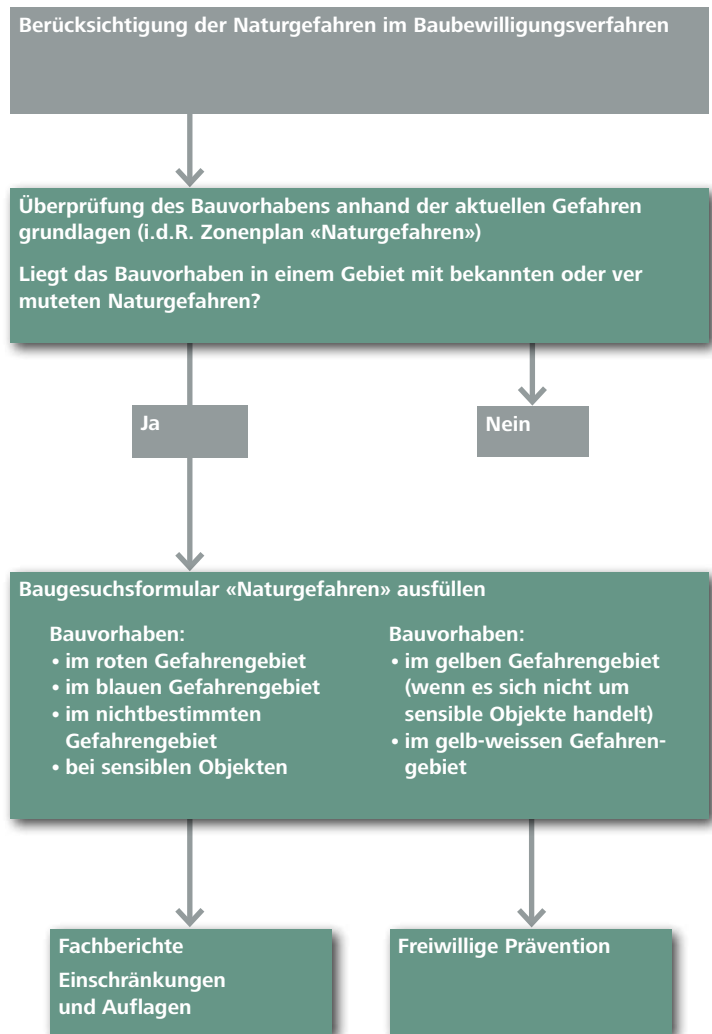 Berücksichtigung der Naturgefahren im Baubewilligungsverfahren
Überprüfung des Bauvorhabens anhand der aktuellen Gefahren
grundlagen (i.d.R. Zonenplan «Naturgefahren»)
Liegt das Bauvorhaben in einem Gebiet mit bekannten oder ver
muteten Naturgefahren?
Ja
Nein
Baugesuchsformular «Naturgefahren» ausfüllen
Bauvorhaben:
• im roten Gefahrengebiet
• im blauen Gefahrengebiet
• im nichtbestimmten
Gefahrengebiet
• bei sensiblen Objekten
Bauvorhaben:
• im gelben Gefahrengebiet
(wenn es sich nicht um
sensible Objekte handelt)
• im gelb-weissen Gefahren-
gebiet
Fachberichte
Einschränkungen
und Auflagen
Freiwillige Prävention